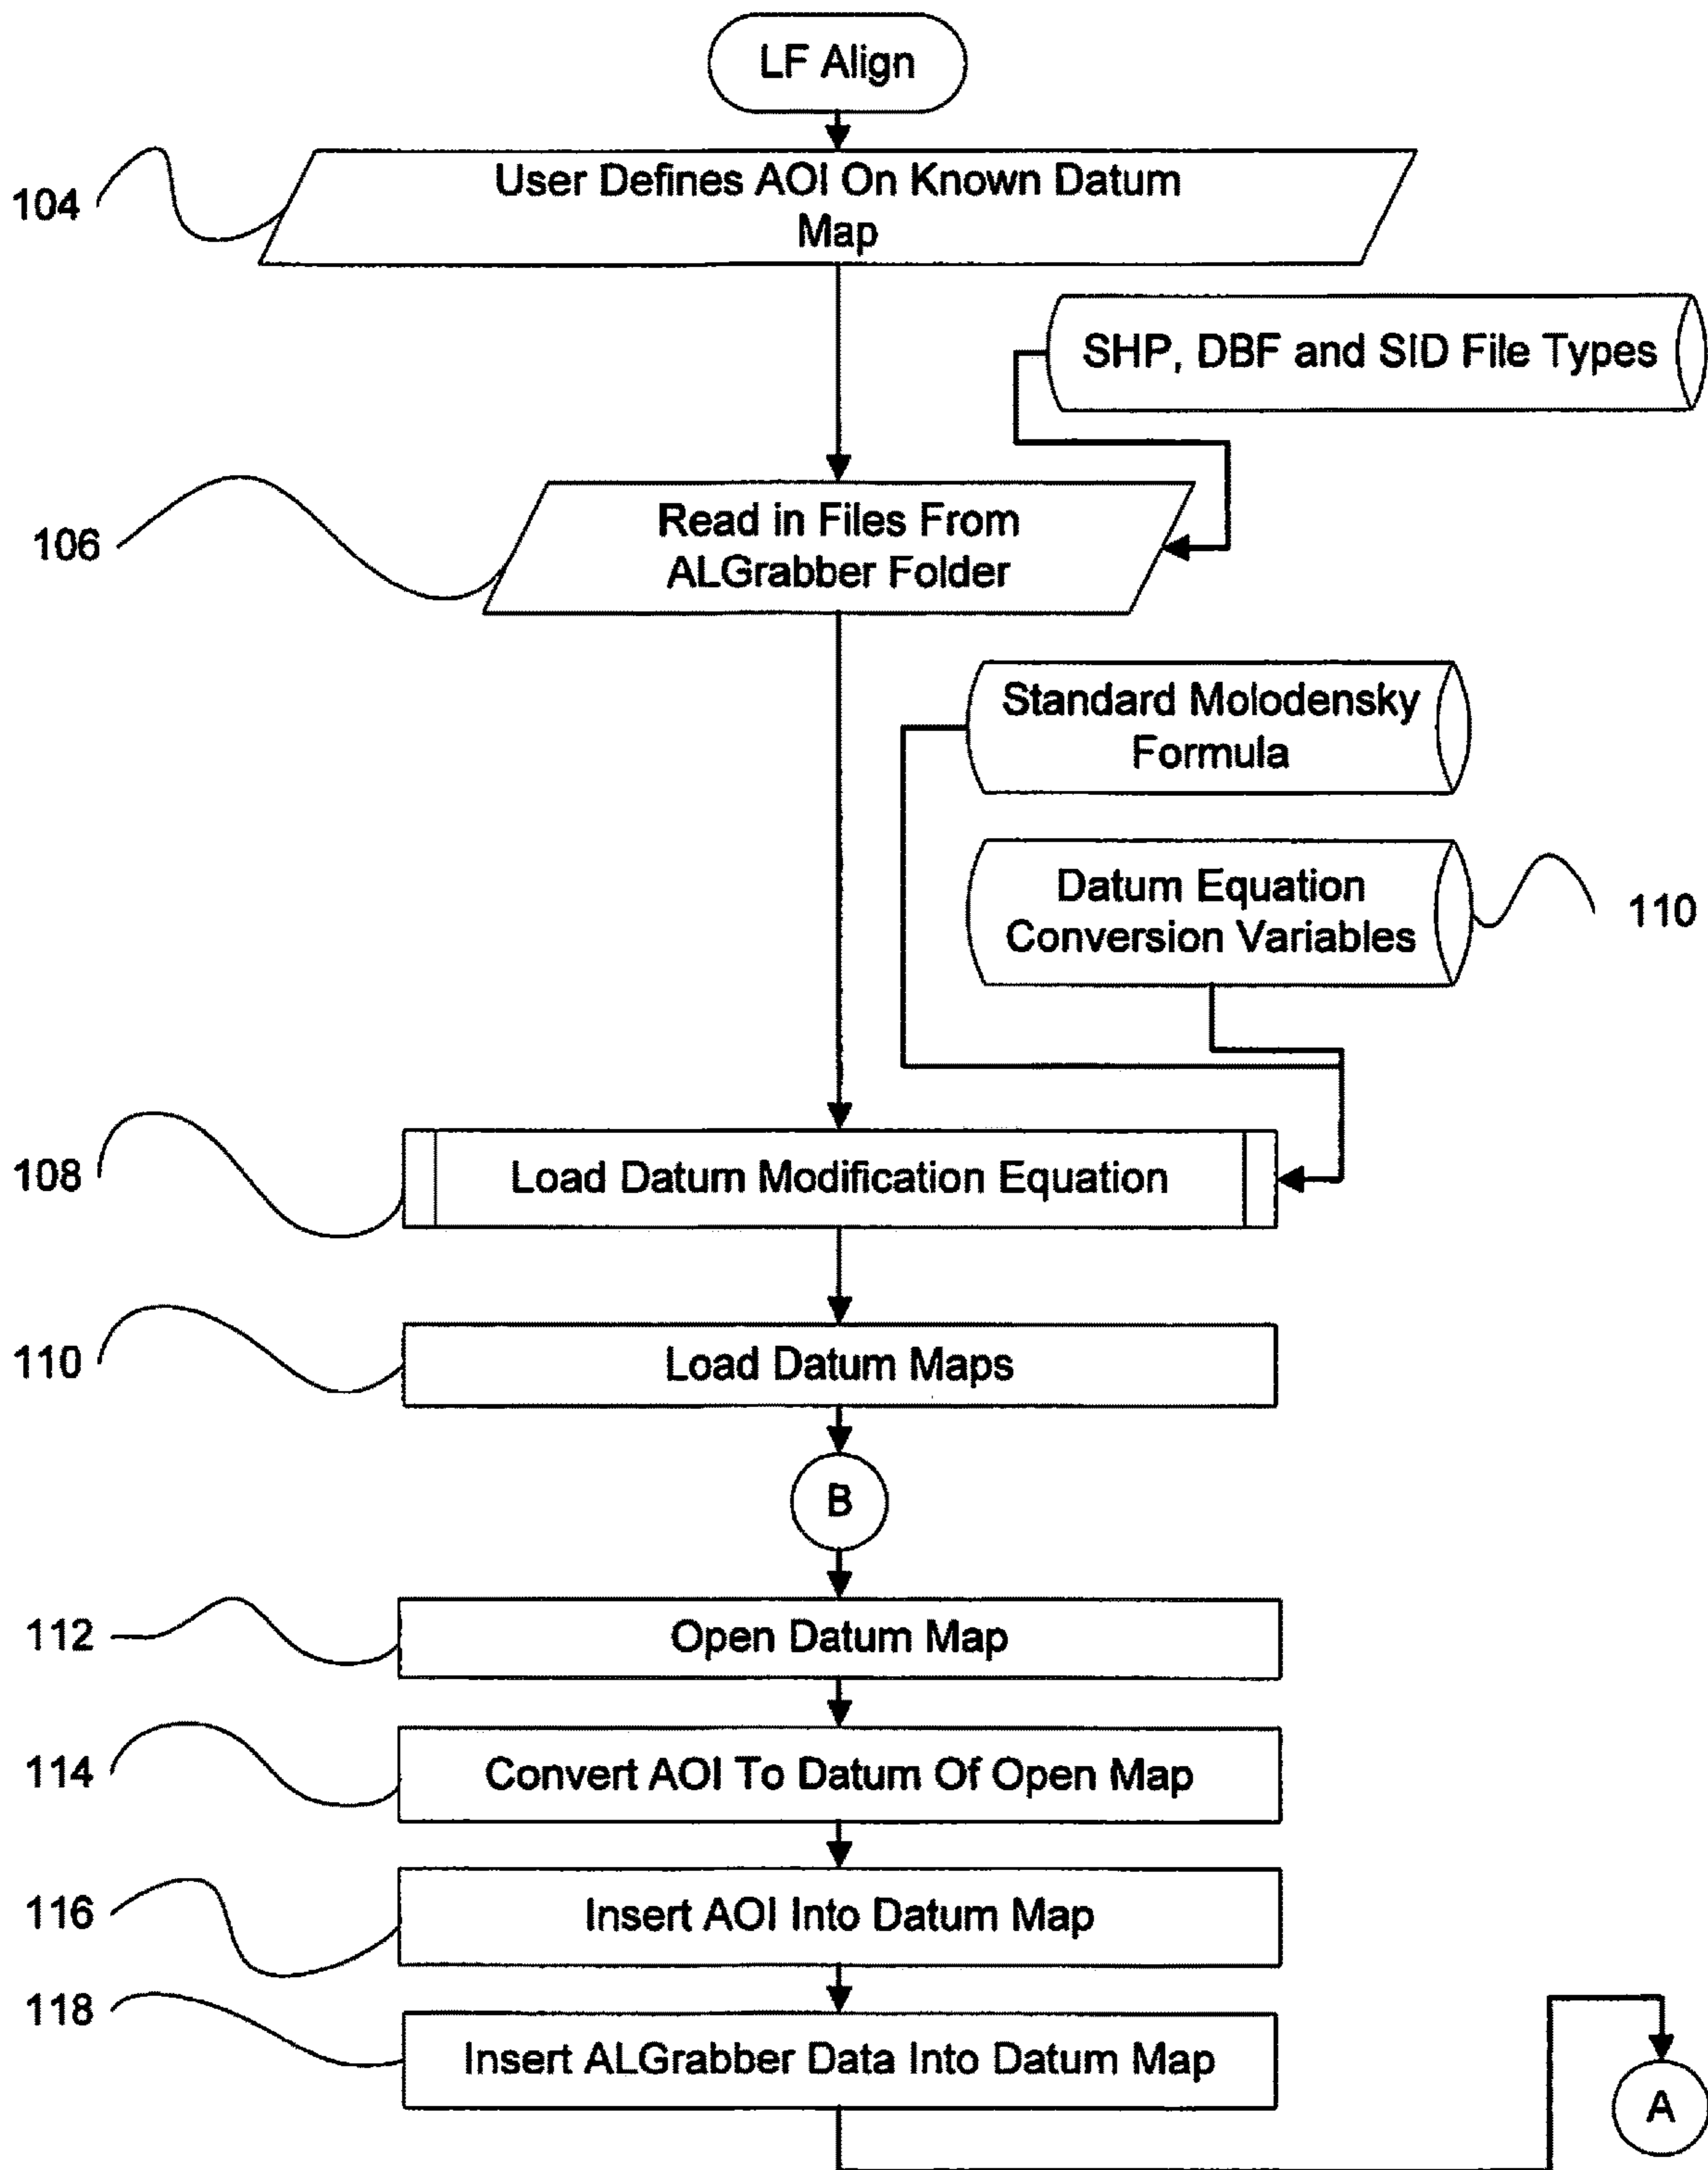 LF Align
104
User Defines AOI On Known Datum
Map
SHP, DBF and SID File Types
106
Read in Files From
ALGrabber Folder
Standard Molodensky
Formula
Datum Equation
Conversion Variables
110
108
Load Datum Modification Equation
110
Load Datum Maps
B
112
Open Datum Map
114
Convert AOI To Datum Of Open Map
116
Insert AOI Into Datum Map
118
Insert ALGrabber Data Into Datum Map
A